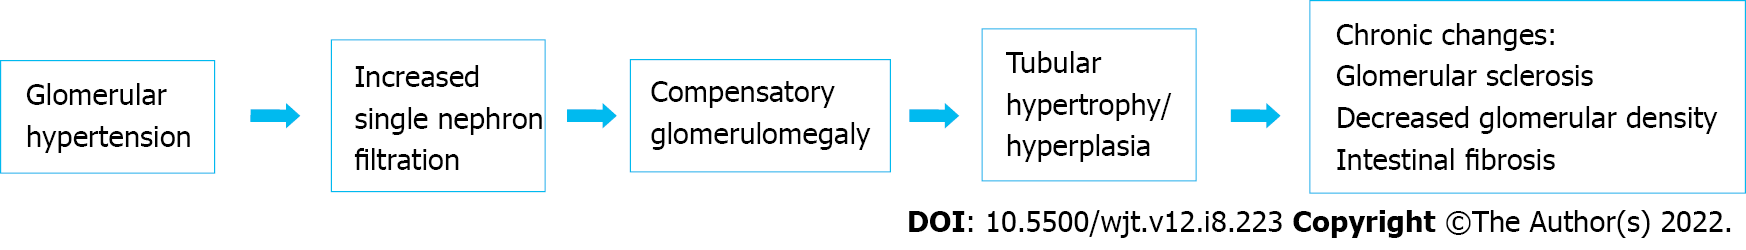 Glomerular
hypertension
Increased
single nephron
filtration
Compensatory
glomerulomegaly
Tubular
hypertrophy/
hyperplasia
Chronic changes:
Glomerular sclerosis
Decreased glomerular density
Intestinal fibrosis
DOI: 10.5500/wjt.v12.i8.223 Copyright ©The Author(s) 2022.